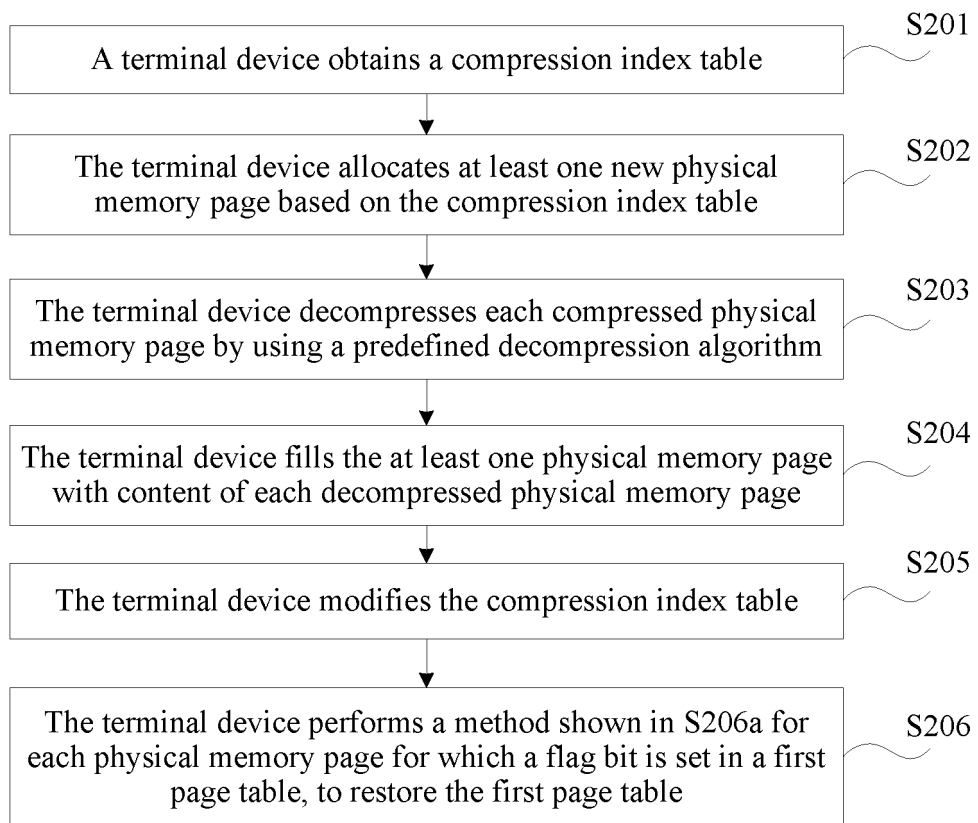 S201
A terminal device obtains a compression index table
S202
The terminal device allocates at least one new physical
memory page based on the compression index table
S203
The terminal device decompresses each compressed physical
memory page by using a predefined decompression algorithm
S204
The terminal device fills the at least one physical memory page
with content of each decompressed physical memory page
S205
The terminal device modifies the compression index table
S206
The terminal device performs a method shown in S206a for
each physical memory page for which a flag bit is set in a first
page table, to restore the first page table